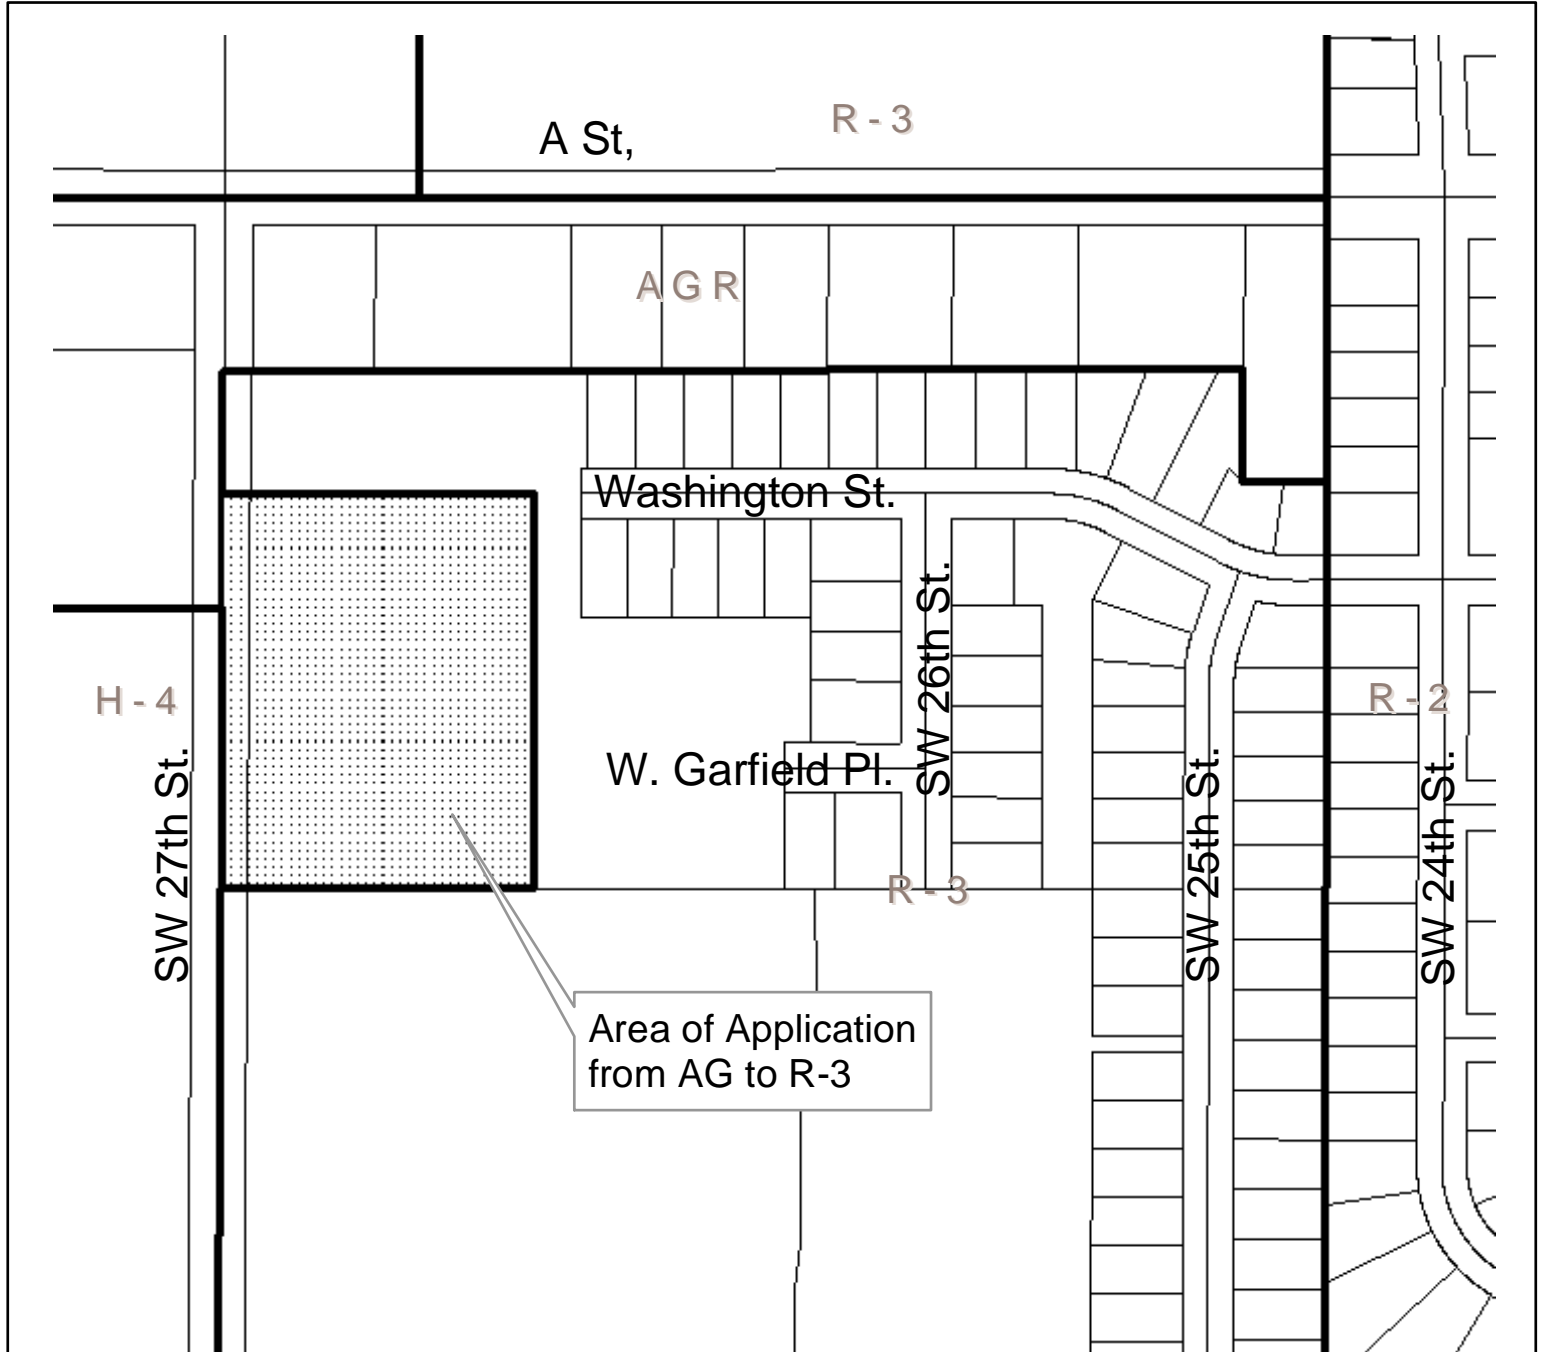 R - 3
A St,
A G R
Washington St.
SW 26th St.
H - 4
R - 2
W. Garfield Pl.
SW 27th St.
SW 25th St.
SW 24th St.
R - 3
Area of Application
from AG to R-3